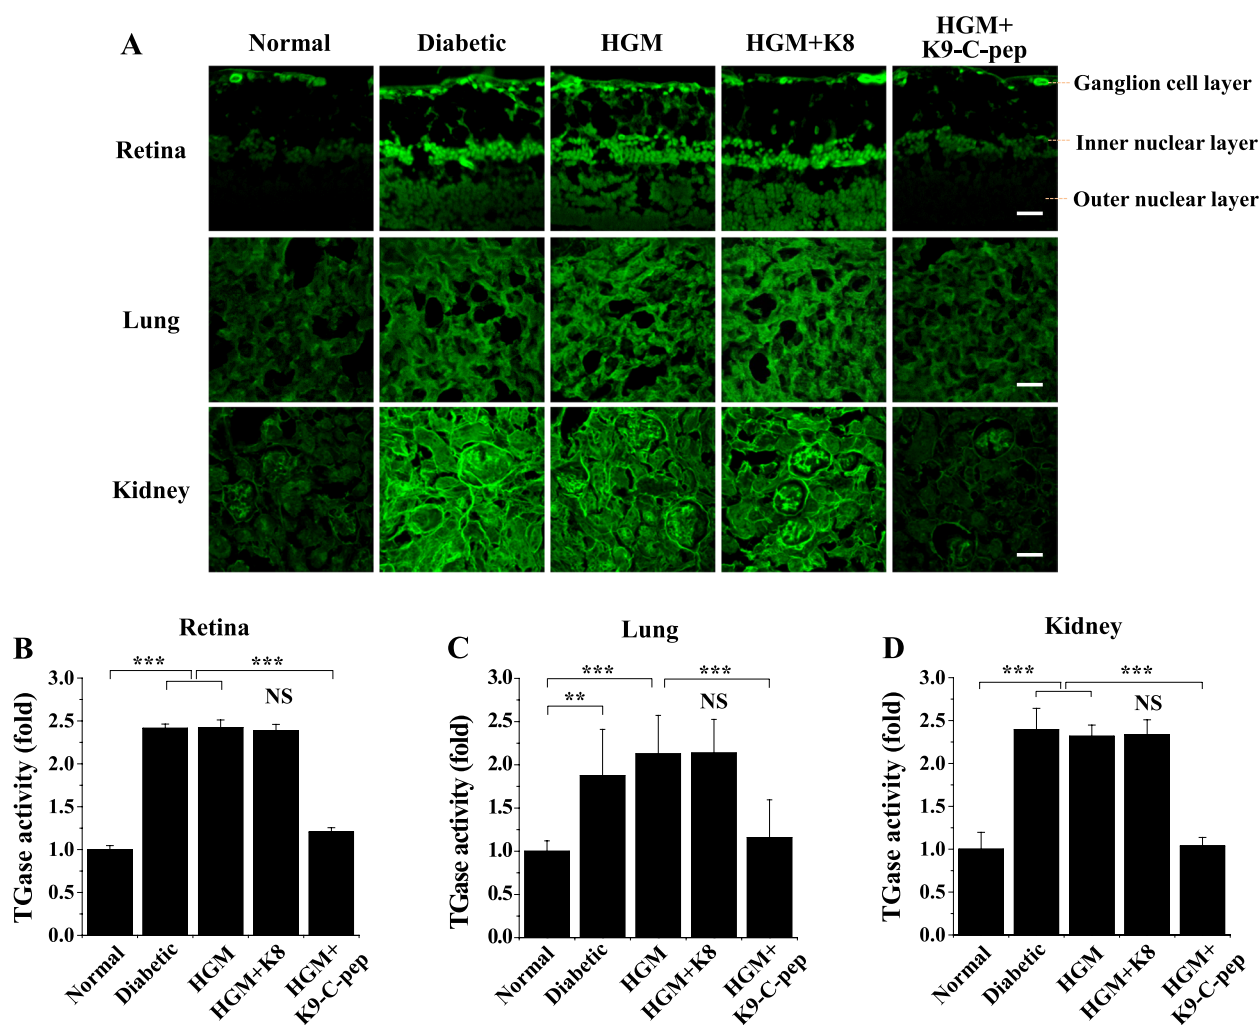 A
Normal
Diabetic
HGM
HGM+K8
HGM+
K9-C-pep
Retina
Ganglion cell layer
Inner nuclear layer
Outer nuclear layer
Lung
Kidney
B
Retina
***
***
NS
TGase activity (fold)
3.0
2.5
2.0
1.5
1.0
0.5
0.0
Normal
Diabetic
HGM
HGM+K8
HGM+
K9-C-pep
C
Lung
***
***
**
NS
TGase activity (fold)
3.0
2.5
2.0
1.5
1.0
0.5
0.0
Normal
Diabetic
HGM
HGM+K8
HGM+
K9-C-pep
D
Kidney
***
***
NS
TGase activity (fold)
3.0
2.5
2.0
1.5
1.0
0.5
0.0
Normal
Diabetic
HGM
HGM+K8
HGM+
K9-C-pep